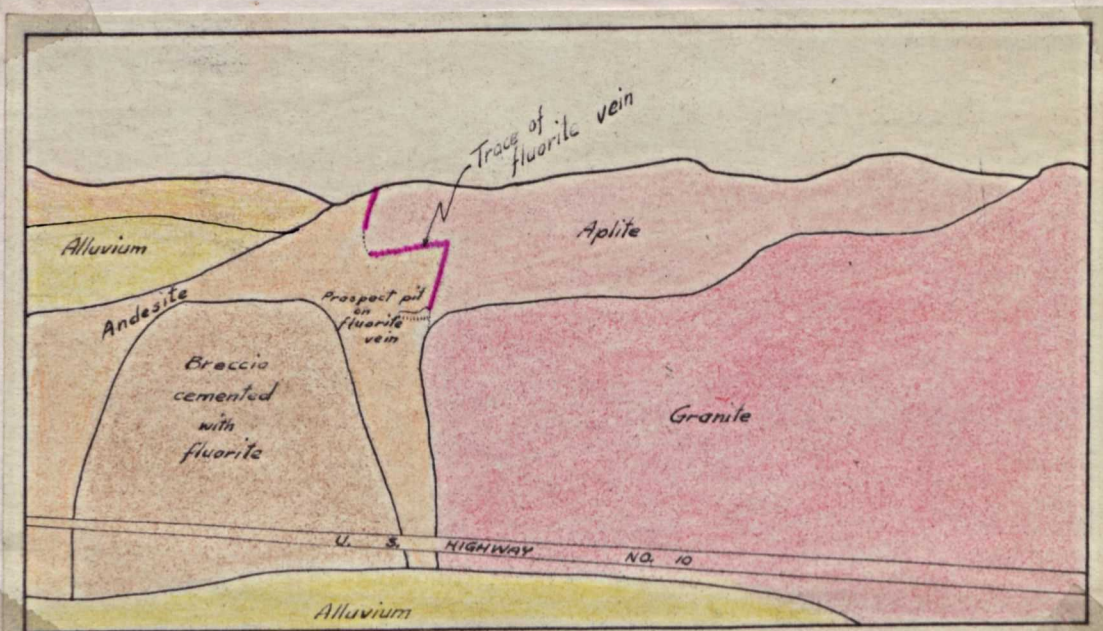 Trace of
fluorite vein
Aplite
Alluvium
Andesite
Prospect pit
on
fluorite
vein
Breccia
cemented
with
fluorite
Granite
U. S. HIGHWAY NO. 10
Alluvium